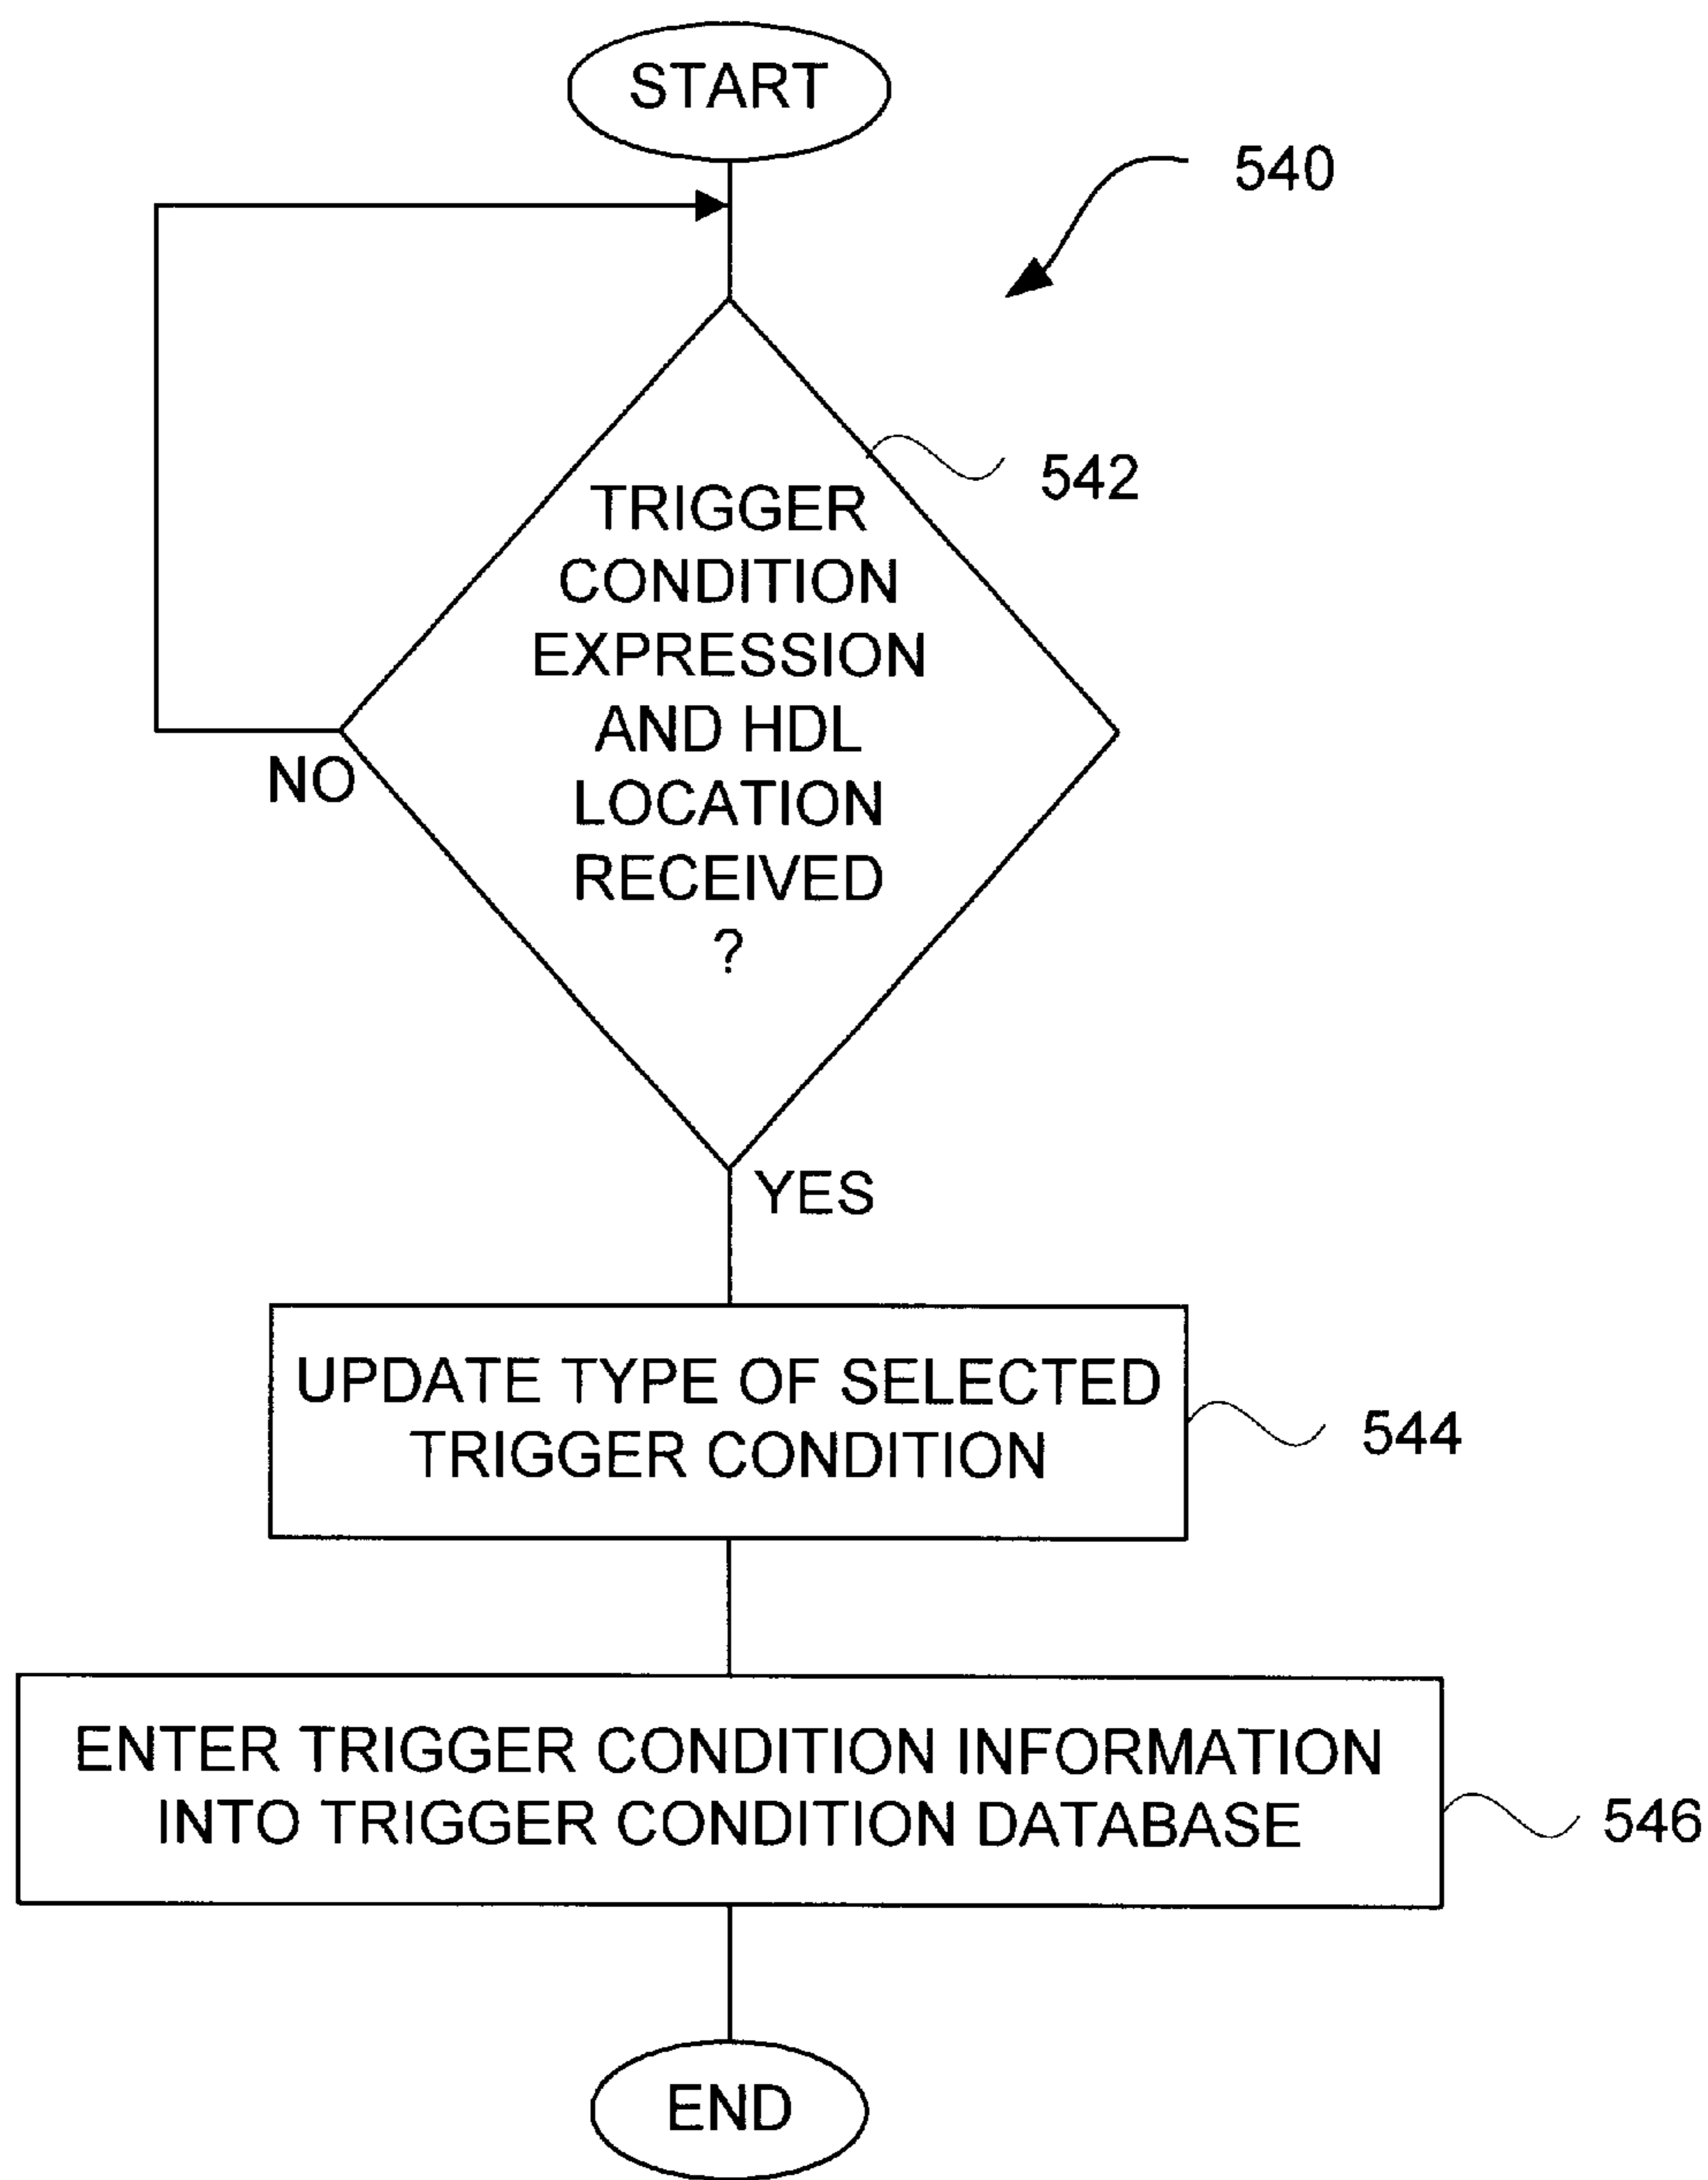 START
540
542
TRIGGER
CONDITION
EXPRESSION
AND HDL
LOCATION
RECEIVED
?
NO
YES
UPDATE TYPE OF SELECTED
TRIGGER CONDITION
544
ENTER TRIGGER CONDITION INFORMATION
INTO TRIGGER CONDITION DATABASE
546
END